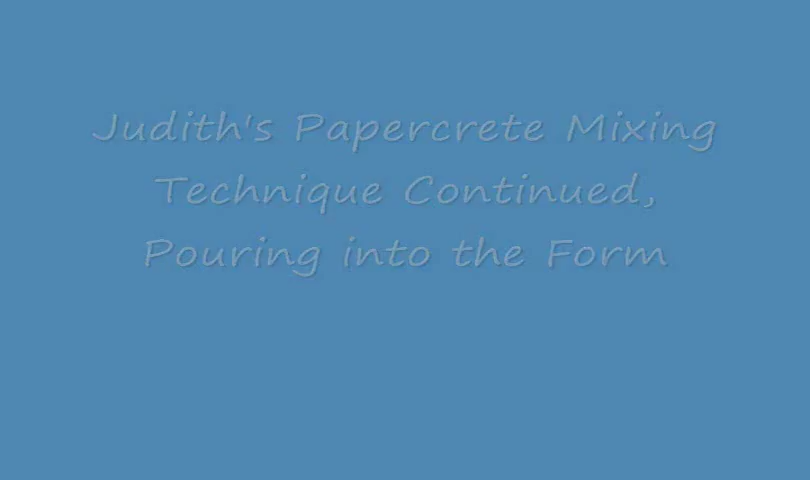 Judith's Papercrete Mixing
Technique Continued,
Pouring into the Form